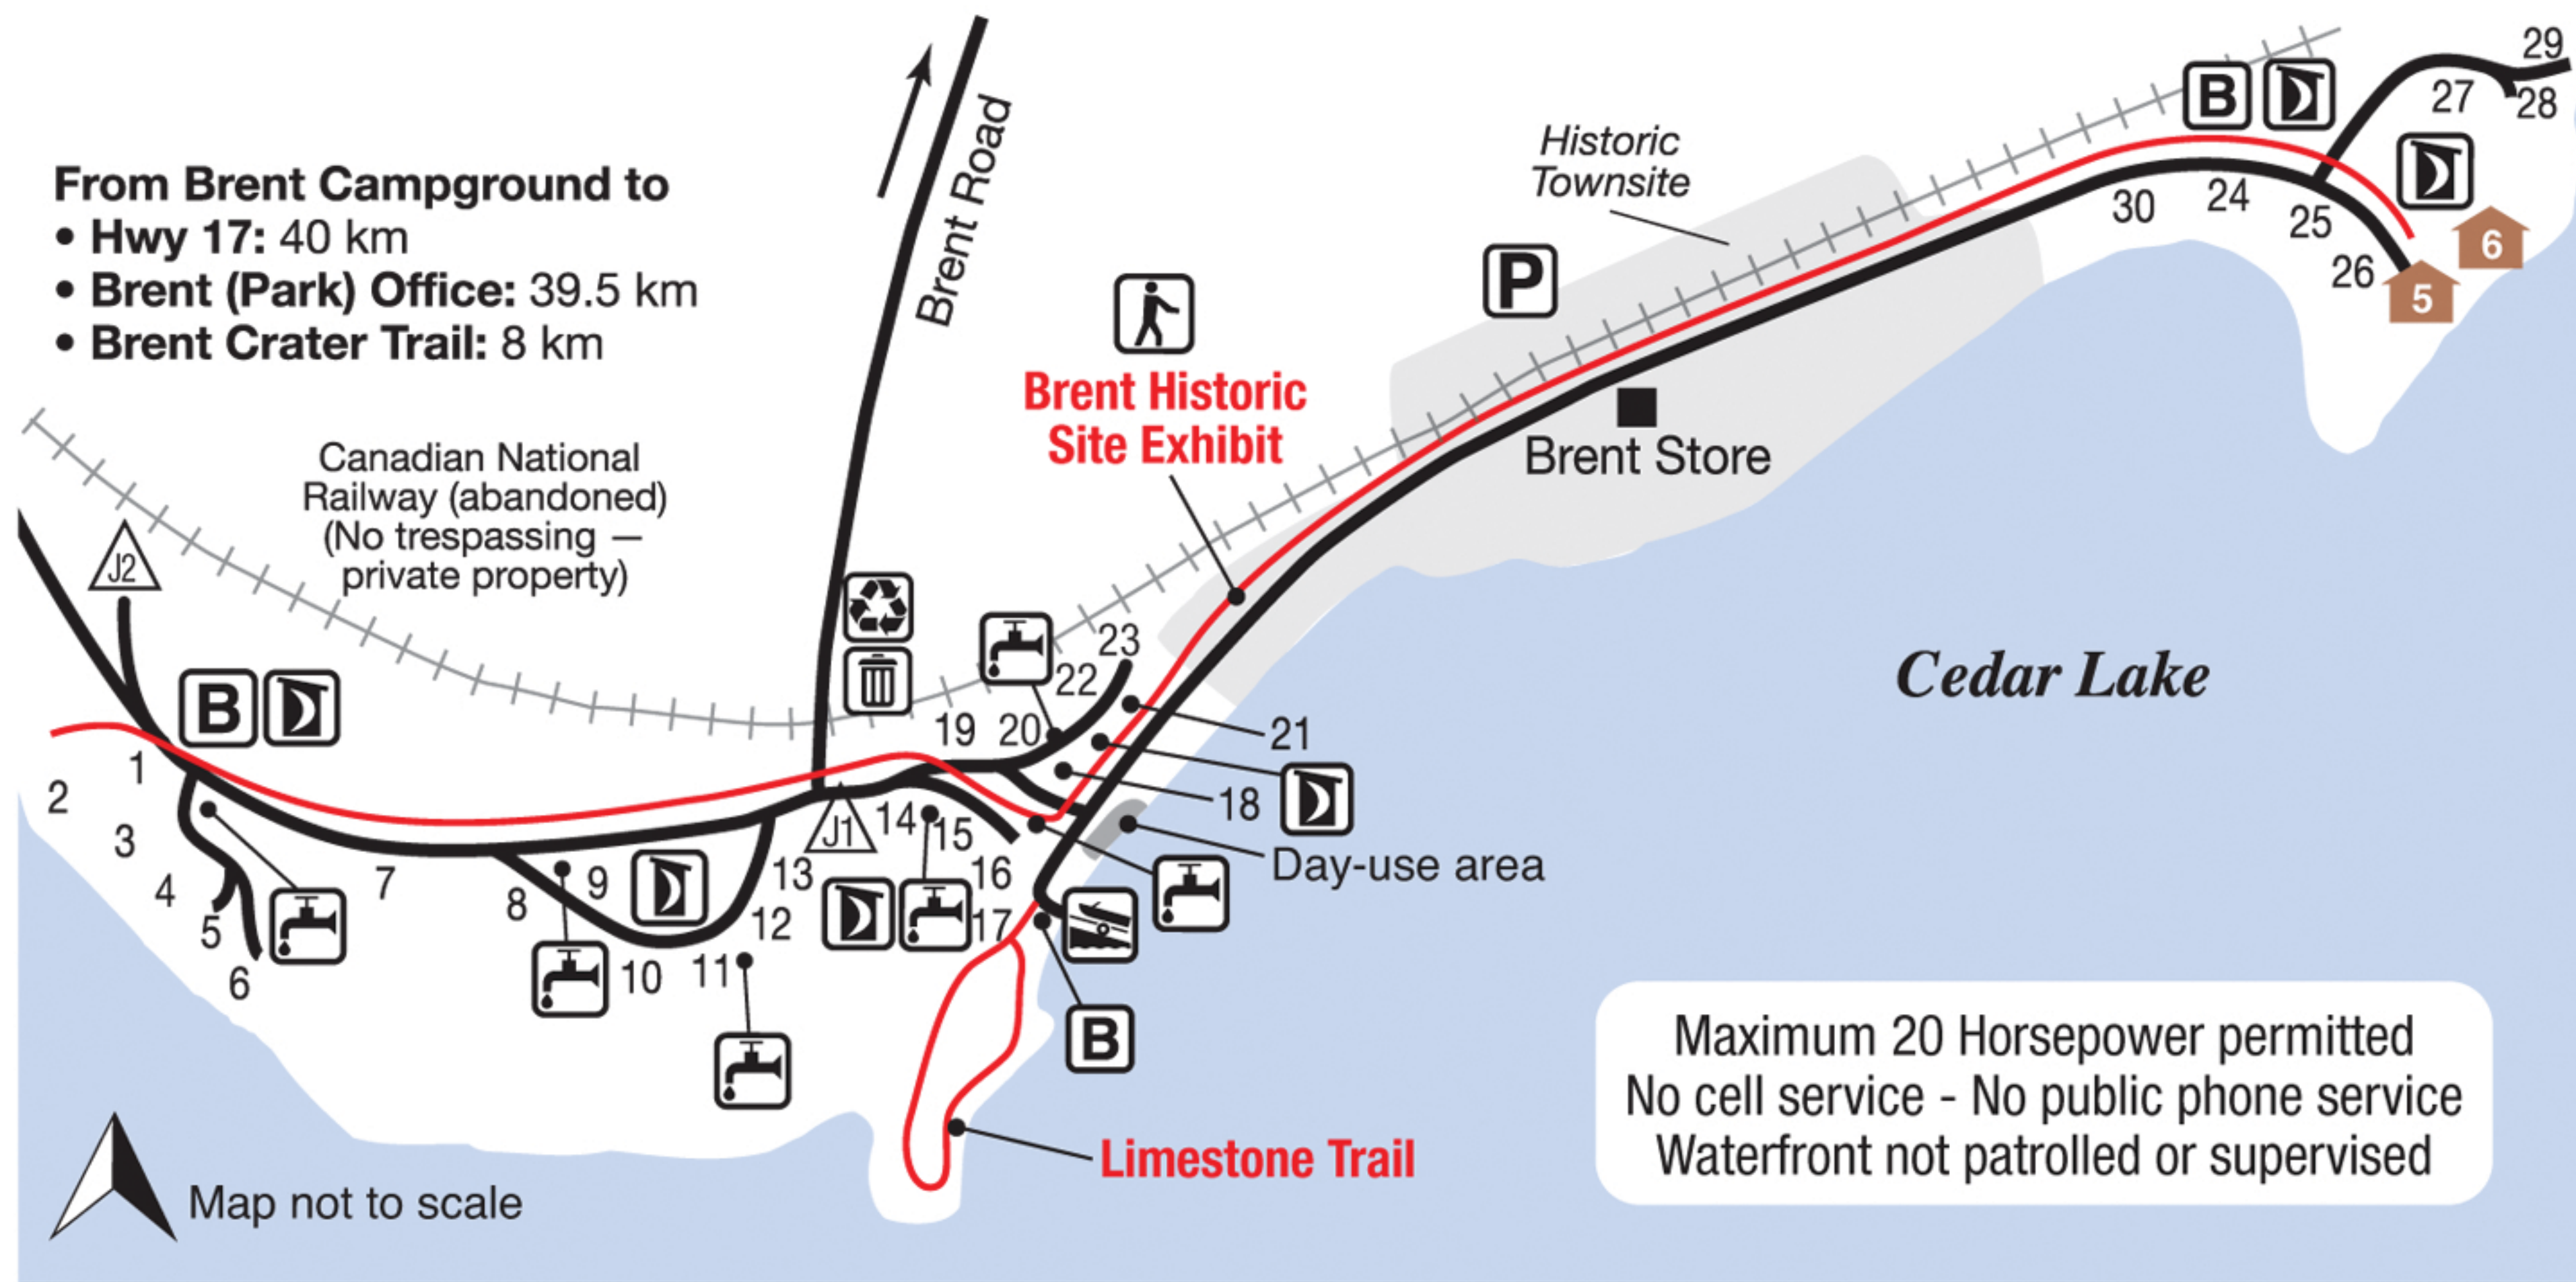 From Brent Campground to
• Hwy 17: 40 km
• Brent (Park) Office: 39.5 km
• Brent Crater Trail: 8 km
Canadian National
Railway (abandoned)
(No trespassing —
private property)
Brent Road
Brent Historic
Site Exhibit
Historic
Townsite
P
Brent Store
B
29
27
28
30
24
25
26
6
5
Cedar Lake
J2
B
1
2
3
4
5
6
7
8
9
10
11
12
13
J1
14
15
16
17
19
20
22
23
21
18
Day-use area
B
Limestone Trail
Map not to scale
Maximum 20 Horsepower permitted
No cell service - No public phone service
Waterfront not patrolled or supervised